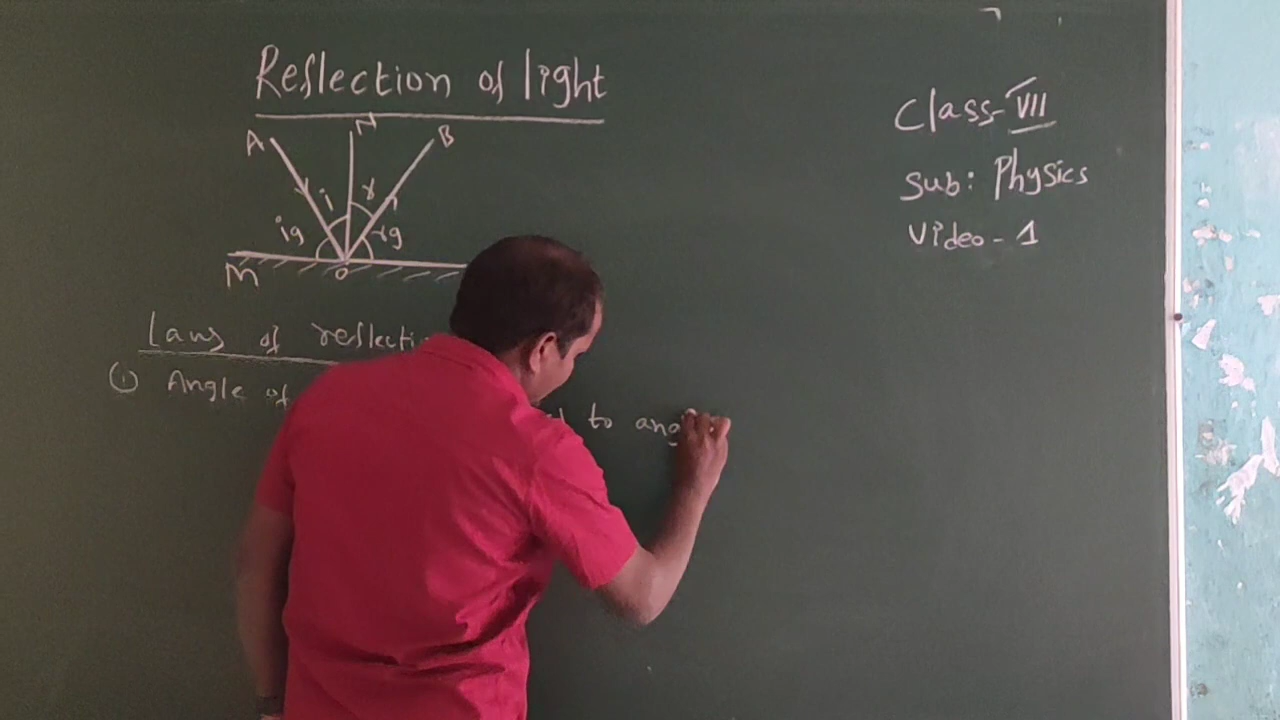 Reflection of light
A N B
i r
ig rg
M O
Laws of reflecti
① Angle of to ang
Class-VII
Sub: Physics
Video-1